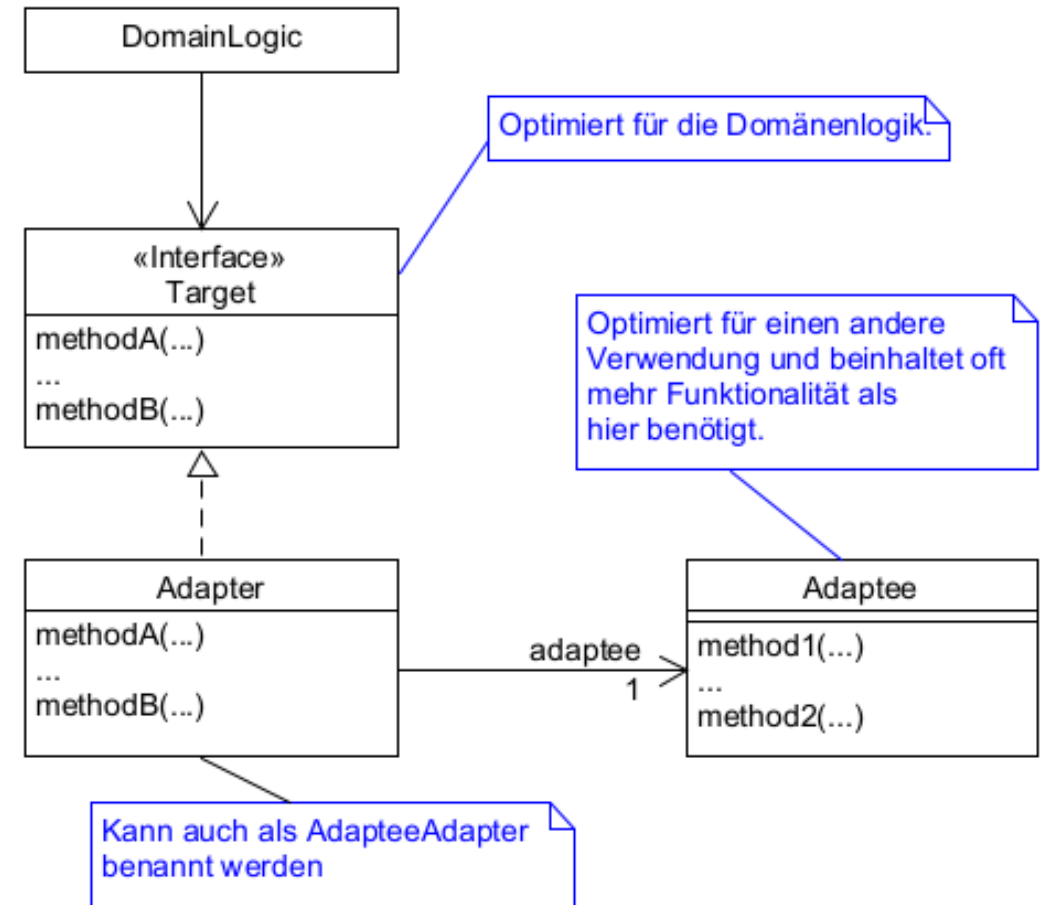 DomainLogic
Optimiert für die Domänenlogik.
«Interface»
Target
methodA(...)
...
methodB(...)
Optimiert für einen andere
Verwendung und beinhaltet oft
mehr Funktionalität als
hier benötigt.
Adapter
methodA(...)
...
methodB(...)
adaptee
1
Adaptee
method1(...)
...
method2(...)
Kann auch als AdapteeAdapter
benannt werden